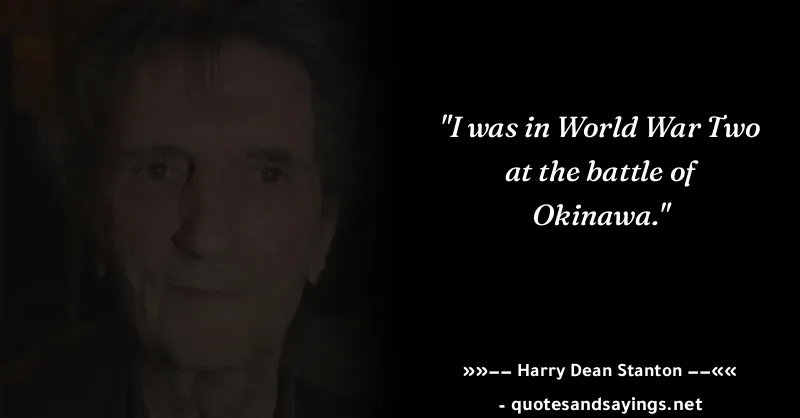 "I was in World War Two
at the battle of
Okinawa."
»»−− Harry Dean Stanton −−««
- quotesandsayings.net